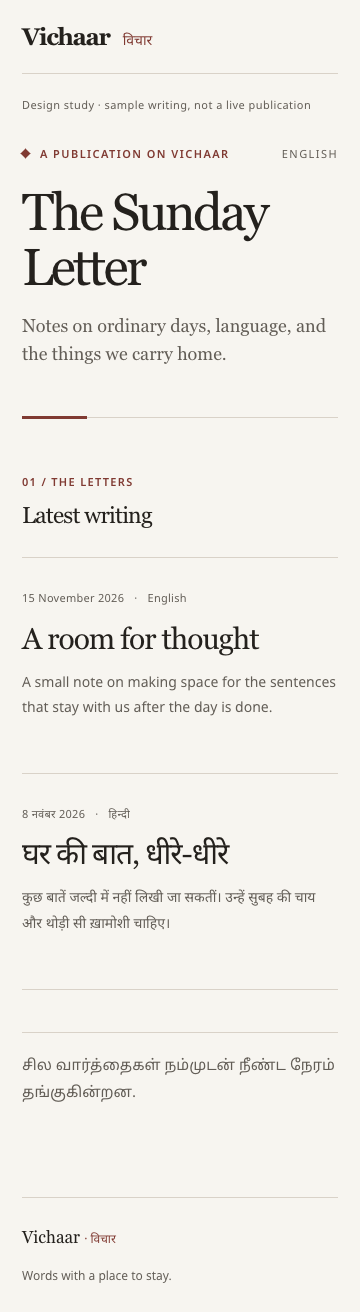 Vichaar विचार
Design study · sample writing, not a live publication
◆ A PUBLICATION ON VICHAAR ENGLISH
The Sunday
Letter
Notes on ordinary days, language, and
the things we carry home.
01 / THE LETTERS
Latest writing
15 November 2026 · English
A room for thought
A small note on making space for the sentences
that stay with us after the day is done.
8 नवंबर 2026 · हिन्दी
घर की बात, धीरे-धीरे
कुछ बातें जल्दी में नहीं लिखी जा सकतीं। उन्हें सुबह की चाय
और थोड़ी सी ख़ामोशी चाहिए।
சில வார்த்தைகள் நம்முடன் நீண்ட நேரம்
தங்குகின்றன.
Vichaar · विचार
Words with a place to stay.